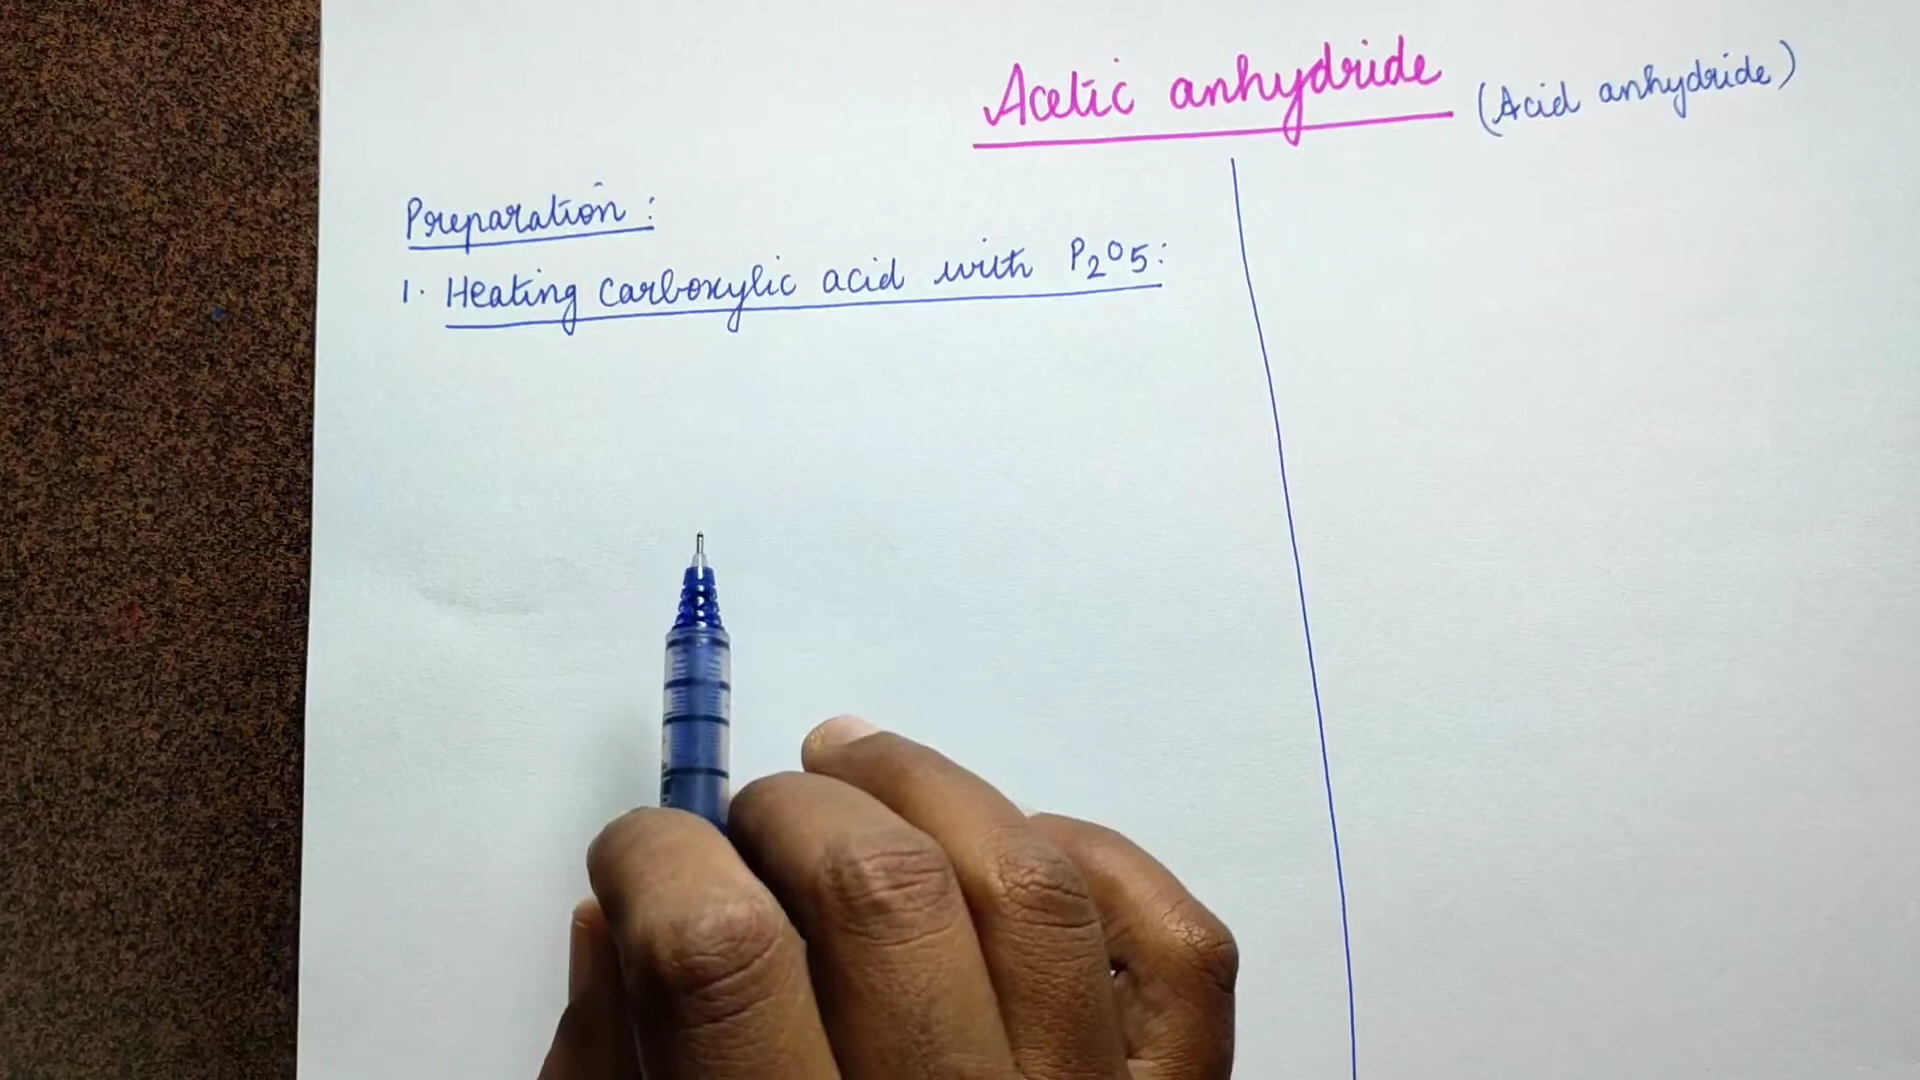 Acetic anhydride (Acid anhydride)
Preparation :
1. Heating carboxylic acid with P₂O₅: